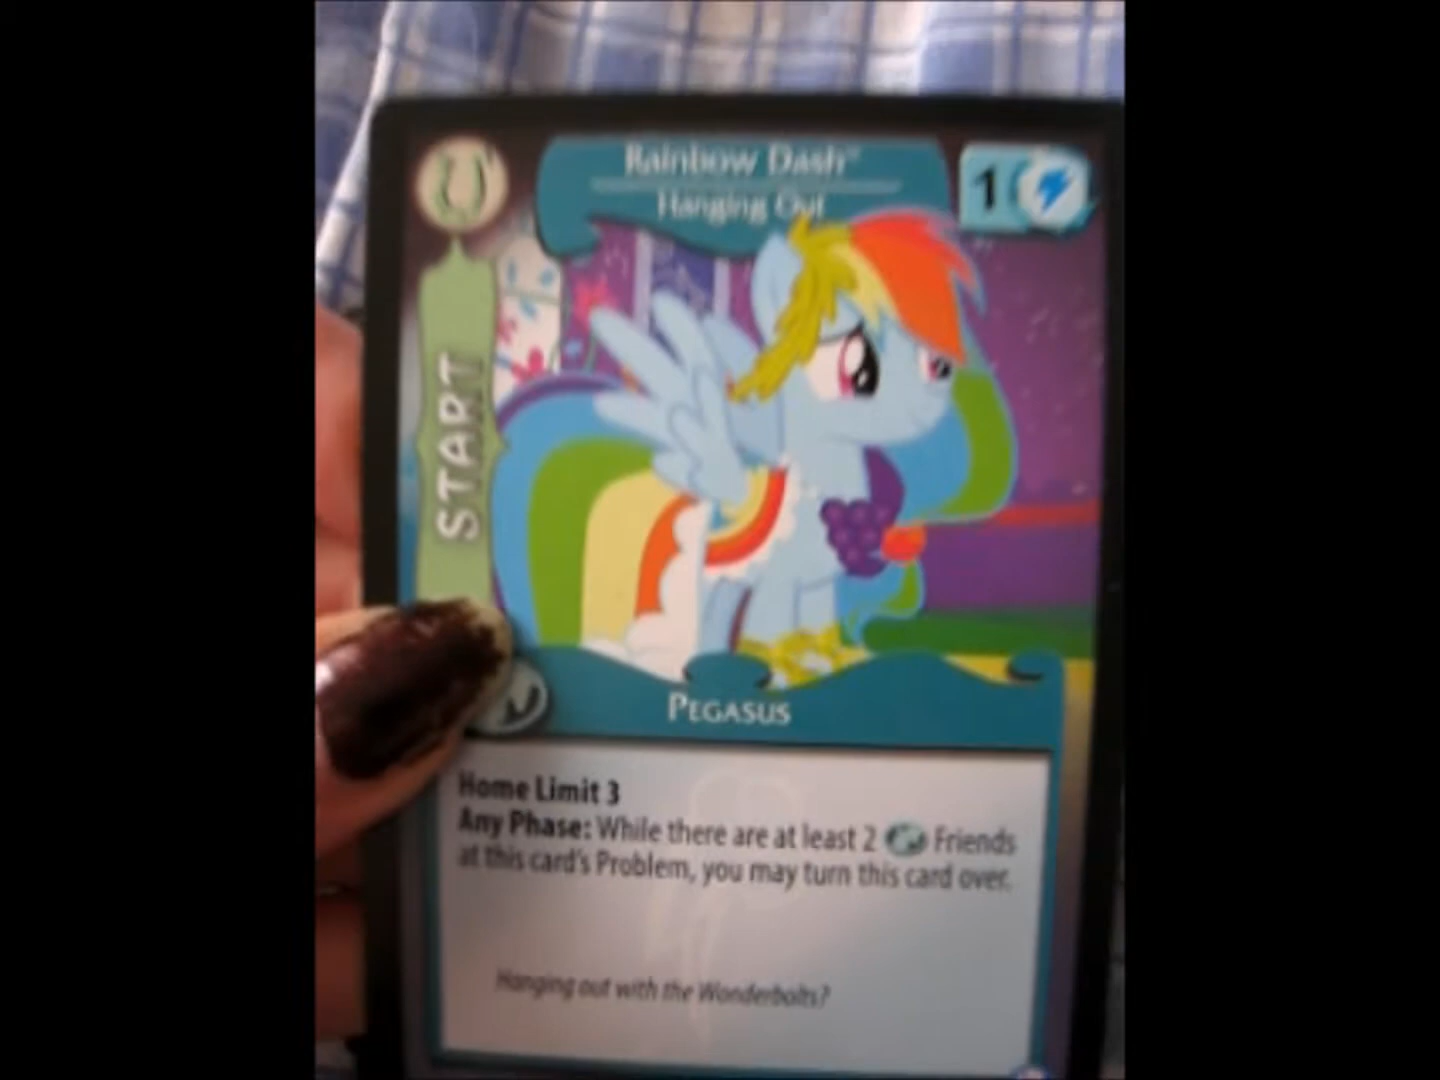 Rainbow Dash™
Hanging Out
1
START
PEGASUS
Home Limit 3
Any Phase: While there are at least 2 Friends
at this card's Problem, you may turn this card over.
Hanging out with the Wonderbolts?